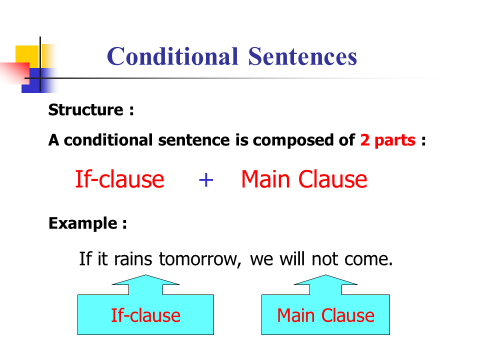 Conditional Sentences
Structure :
A conditional sentence is composed of 2 parts :
If-clause + Main Clause
Example :
If it rains tomorrow, we will not come.
If-clause Main Clause